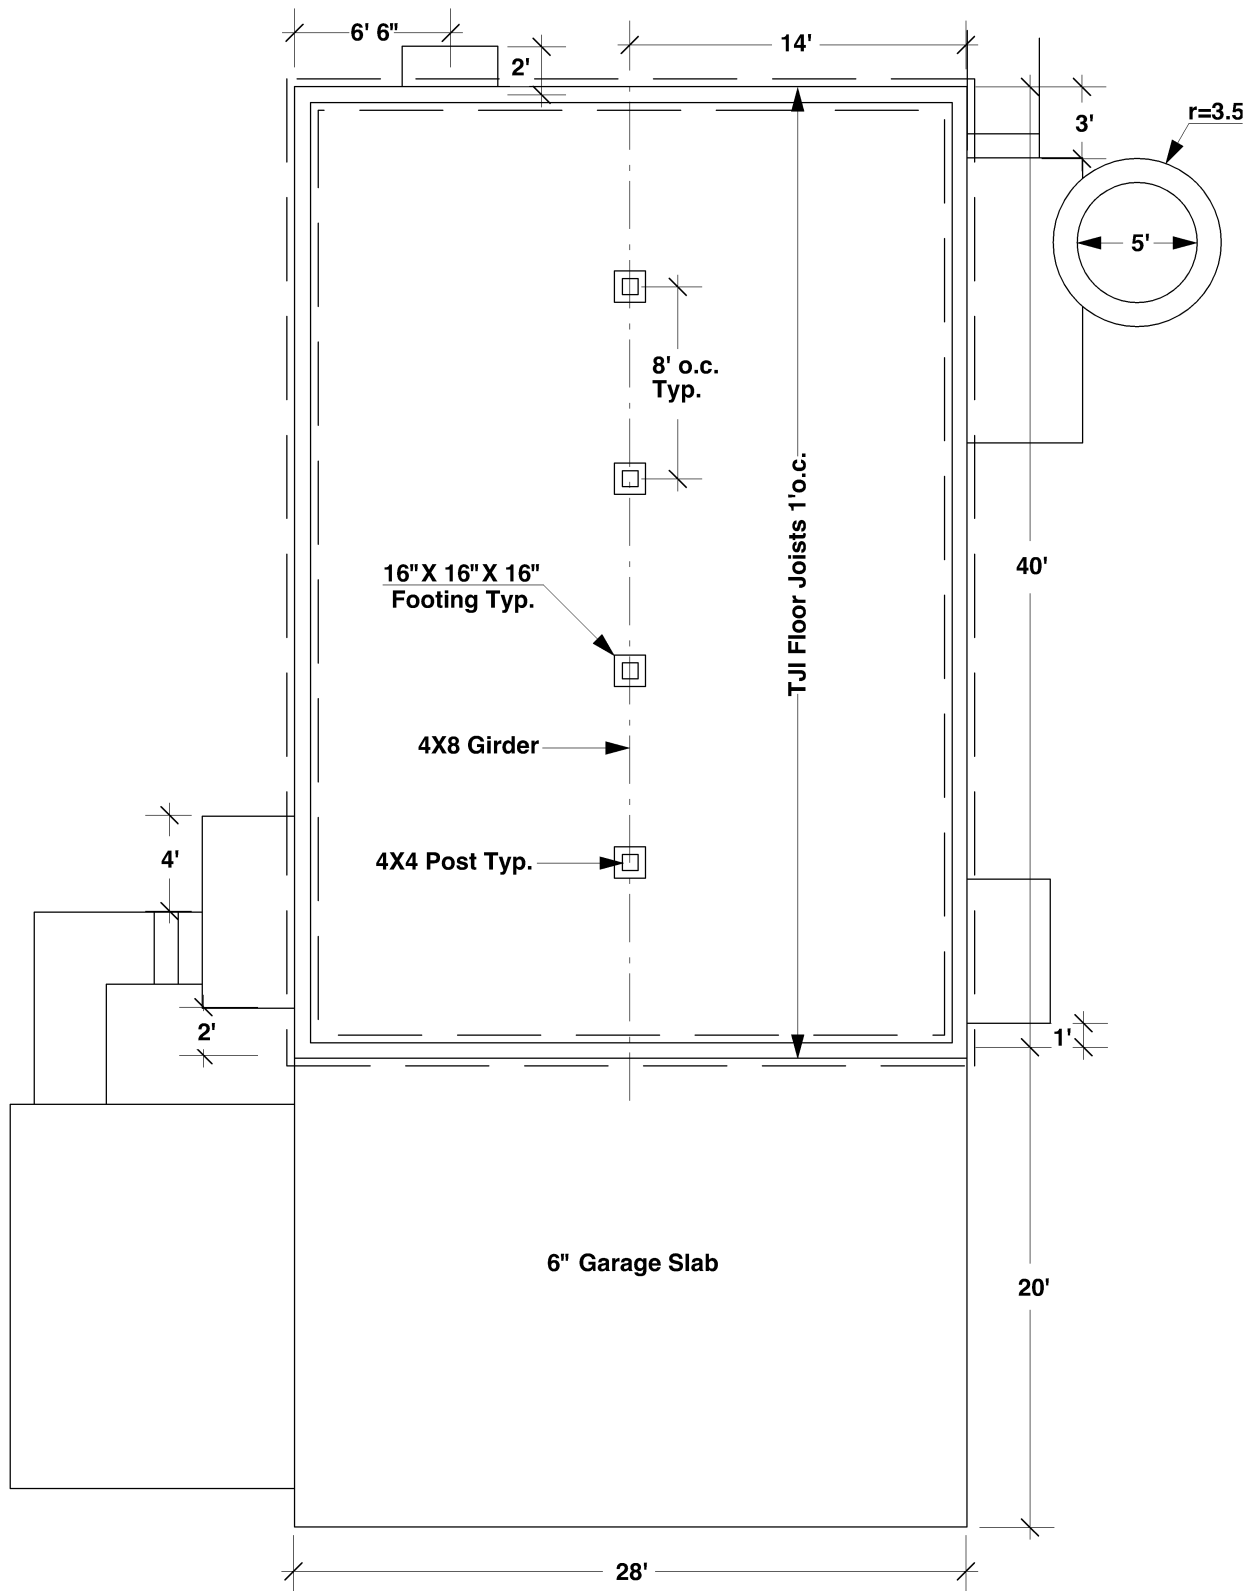 6' 6"
14'
2'
r=3.5
3'
5'
8' o.c.
Typ.
TJI Floor Joists 1'o.c.
40'
16"X 16"X 16"
Footing Typ.
4X8 Girder
4'
4X4 Post Typ.
2'
1'
6" Garage Slab
20'
28'